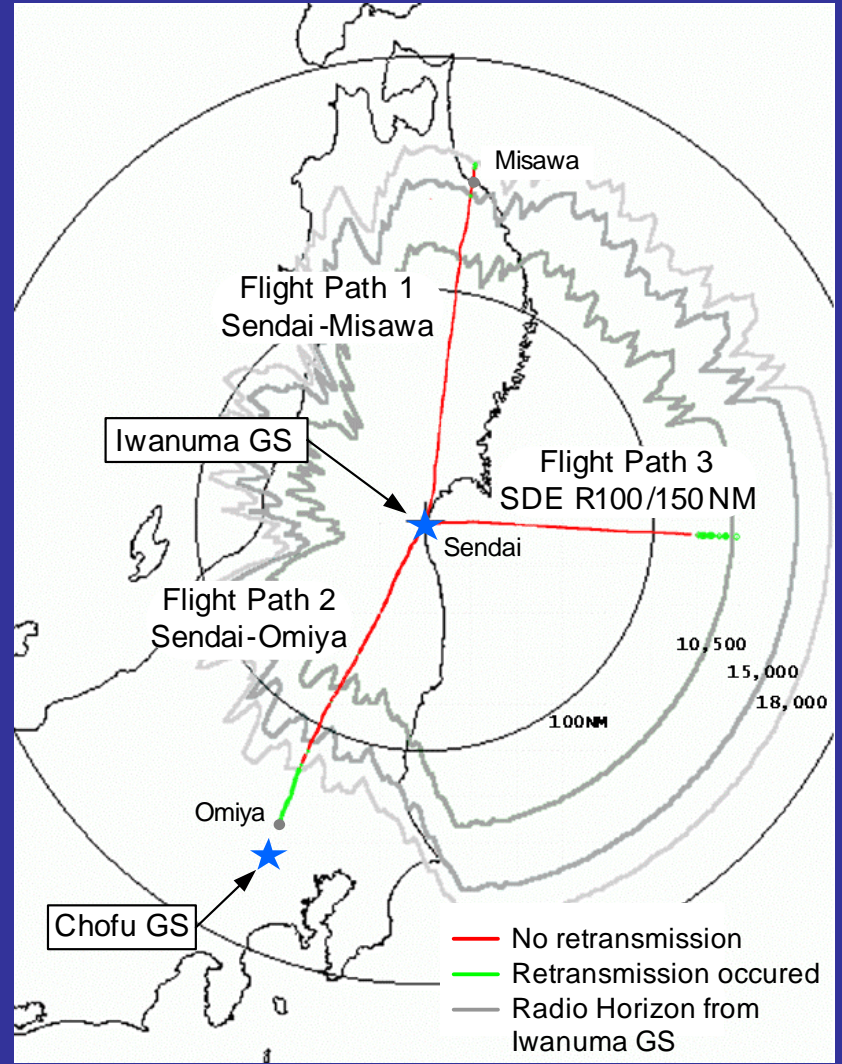 Misawa
Flight Path 1
Sendai-Misawa
Iwanuma GS
Flight Path 3
SDE R100/150NM
Sendai
Flight Path 2
Sendai-Omiya
10,500
15,000
18,000
100NM
Omiya
Chofu GS
No retransmission
Retransmission occured
Radio Horizon from
Iwanuma GS